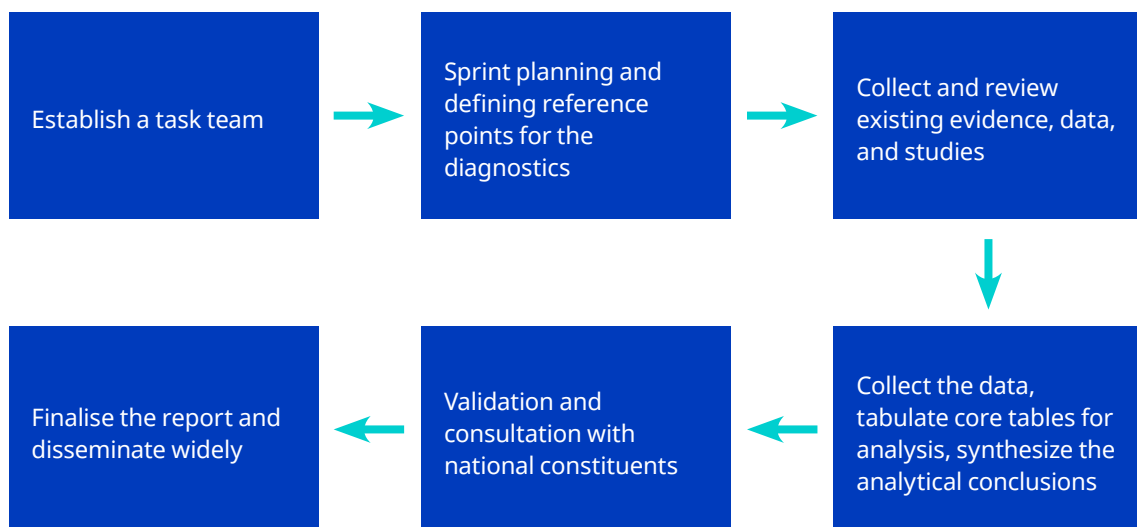 Establish a task team
Sprint planning and
defining reference
points for the
diagnostics
Collect and review
existing evidence, data,
and studies
Collect the data,
tabulate core tables for
analysis, synthesize the
analytical conclusions
Validation and
consultation with
national constituents
Finalise the report and
disseminate widely